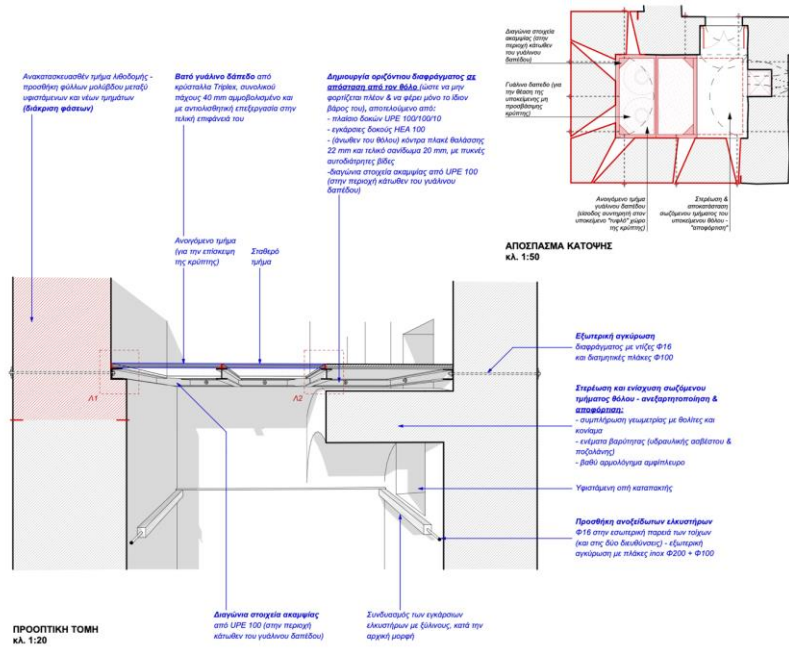 Ανακατασκευασθέν τμήμα λιθοδομής -
προσθήκη φύλλων μολύβδου μεταξύ
υφιστάμενων και νέων τμημάτων
(διάκριση φάσεων)
Βατό γυάλινο δάπεδο από
κρύσταλλα Triplex, συνολικού
πάχους 40 mm αμμοβολισμένο και
με αντιολισθητική επεξεργασία στην
τελική επιφάνειά του
Δημιουργία οριζόντιου διαφράγματος σε
απόσταση από τον θόλο (ώστε να μην
φορτίζεται πλέον & να φέρει μόνο το ίδιον
βάρος του), αποτελούμενο από:
- πλαίσιο δοκών UPE 100/100/10
- εγκάρσιες δοκούς HEA 100
- (άνωθεν του θόλου) κόντρα πλακέ θαλάσσης
22 mm και τελικό σανίδωμα 20 mm, με πυκνές
αυτοδιάτρητες βίδες
-διαγώνια στοιχεία ακαμψίας από UPE 100
(στην περιοχή κάτωθεν του γυάλινου
δαπέδου)
Ανοιγόμενο τμήμα
(για την επίσκεψη
της κρύπτης)
Σταθερό
τμήμα
Διαγώνια στοιχεία
ακαμψίας (στην
περιοχή κάτωθεν
του γυάλινου
δαπέδου)
Γυάλινο δάπεδο (για
την θέαση της
υποκείμενης μη
προσβάσιμης
κρύπτης)
Ανοιγόμενο τμήμα
γυάλινου δαπέδου
(είσοδος συντηρητή στον
υποκείμενο "τυφλό" χώρο
της κρύπτης)
Στερέωση &
αποκατάσταση
σωζόμενου τμήματος του
υποκείμενου θόλου -
"αποφόρτιση"
ΑΠΟΣΠΑΣΜΑ ΚΑΤΟΨΗΣ
κλ. 1:50
Λ1
Λ2
Εξωτερική αγκύρωση
διαφράγματος με ντίζες Φ16
και διατμητικές πλάκες Φ100
Στερέωση και ενίσχυση σωζόμενου
τμήματος θόλου - ανεξαρτητοποίηση &
αποφόρτιση:
- συμπλήρωση γεωμετρίας με θολίτες και
κονίαμα
- ενέματα βαρύτητας (υδραυλικής ασβέστου &
ποζολάνης)
- βαθύ αρμολόγημα αμφίπλευρο
Υφιστάμενη οπή καταπακτής
Προσθήκη ανοξείδωτων ελκυστήρων
Φ16 στην εσωτερική παρειά των τοίχων
(και στις δύο διευθύνσεις) - εξωτερική
αγκύρωση με πλάκες inox Φ200 + Φ100
Διαγώνια στοιχεία ακαμψίας
από UPE 100 (στην περιοχή
κάτωθεν του γυάλινου δαπέδου)
Συνδυασμός των εγκάρσιων
ελκυστήρων με ξύλινους, κατά την
αρχική μορφή
ΠΡΟΟΠΤΙΚΗ ΤΟΜΗ
κλ. 1:20